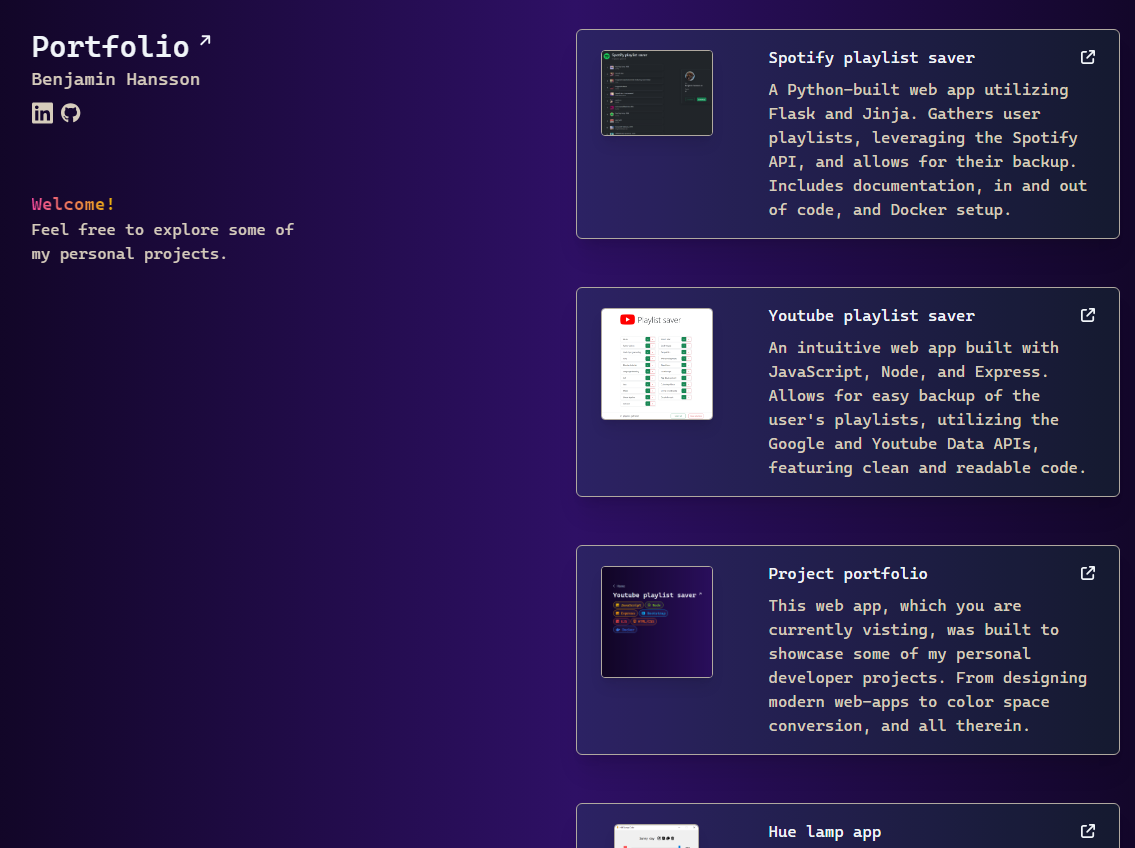 Portfolio
Benjamin Hansson
Welcome!
Feel free to explore some of
my personal projects.
Spotify playlist saver
Spotify playlist saver
A Python-built web app utilizing
Flask and Jinja. Gathers user
playlists, leveraging the Spotify
API, and allows for their backup.
Includes documentation, in and out
of code, and Docker setup.
Playlist saver
Youtube playlist saver
An intuitive web app built with
JavaScript, Node, and Express.
Allows for easy backup of the
user's playlists, utilizing the
Google and Youtube Data APIs,
featuring clean and readable code.
Youtube playlist saver
Project portfolio
This web app, which you are
currently visting, was built to
showcase some of my personal
developer projects. From designing
modern web-apps to color space
conversion, and all therein.
Hue lamp app